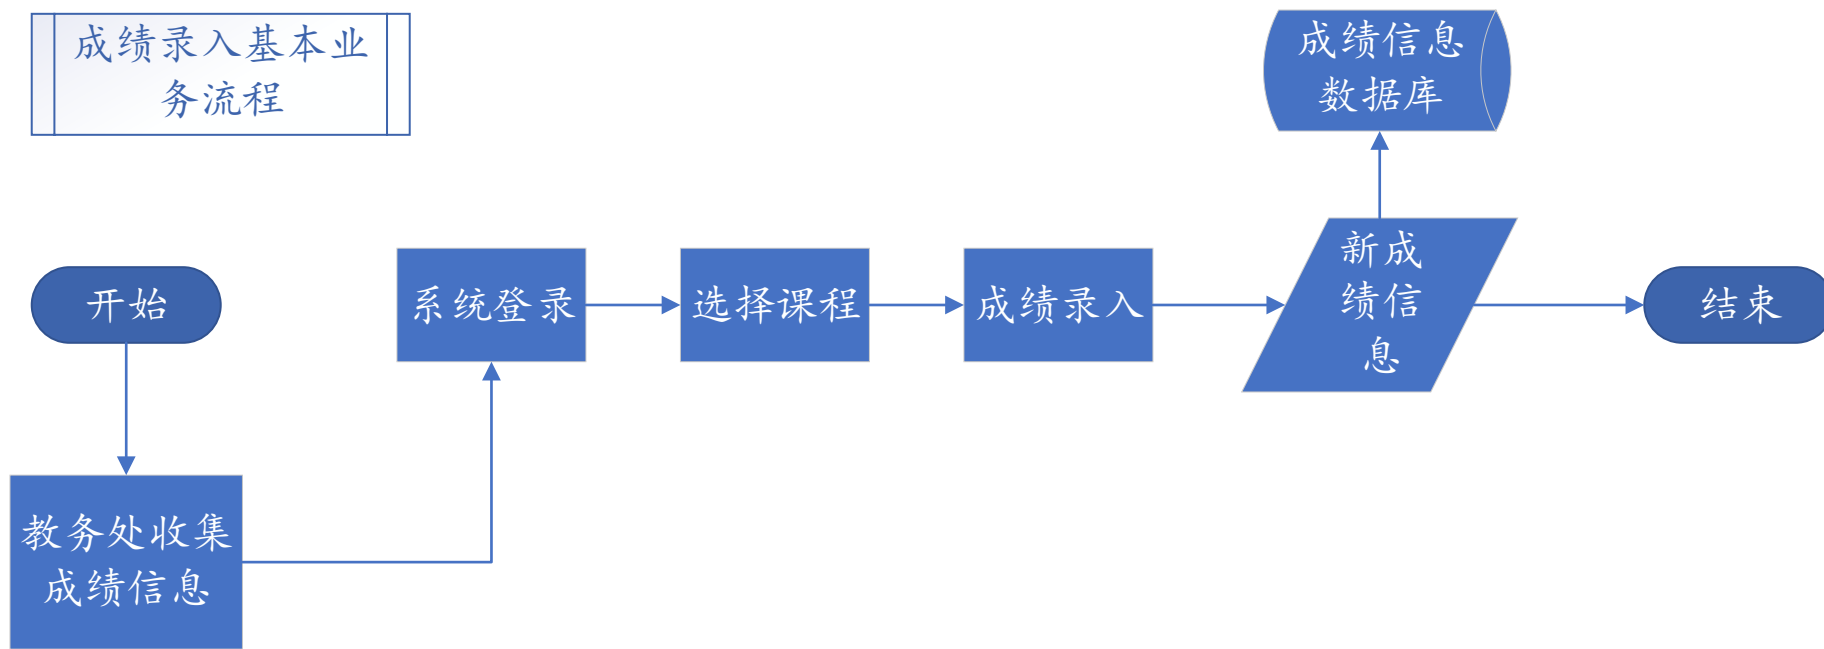 成绩录入基本业
务流程
成绩信息
数据库
开始
系统登录
选择课程
成绩录入
新成
绩信
息
结束
教务处收集
成绩信息